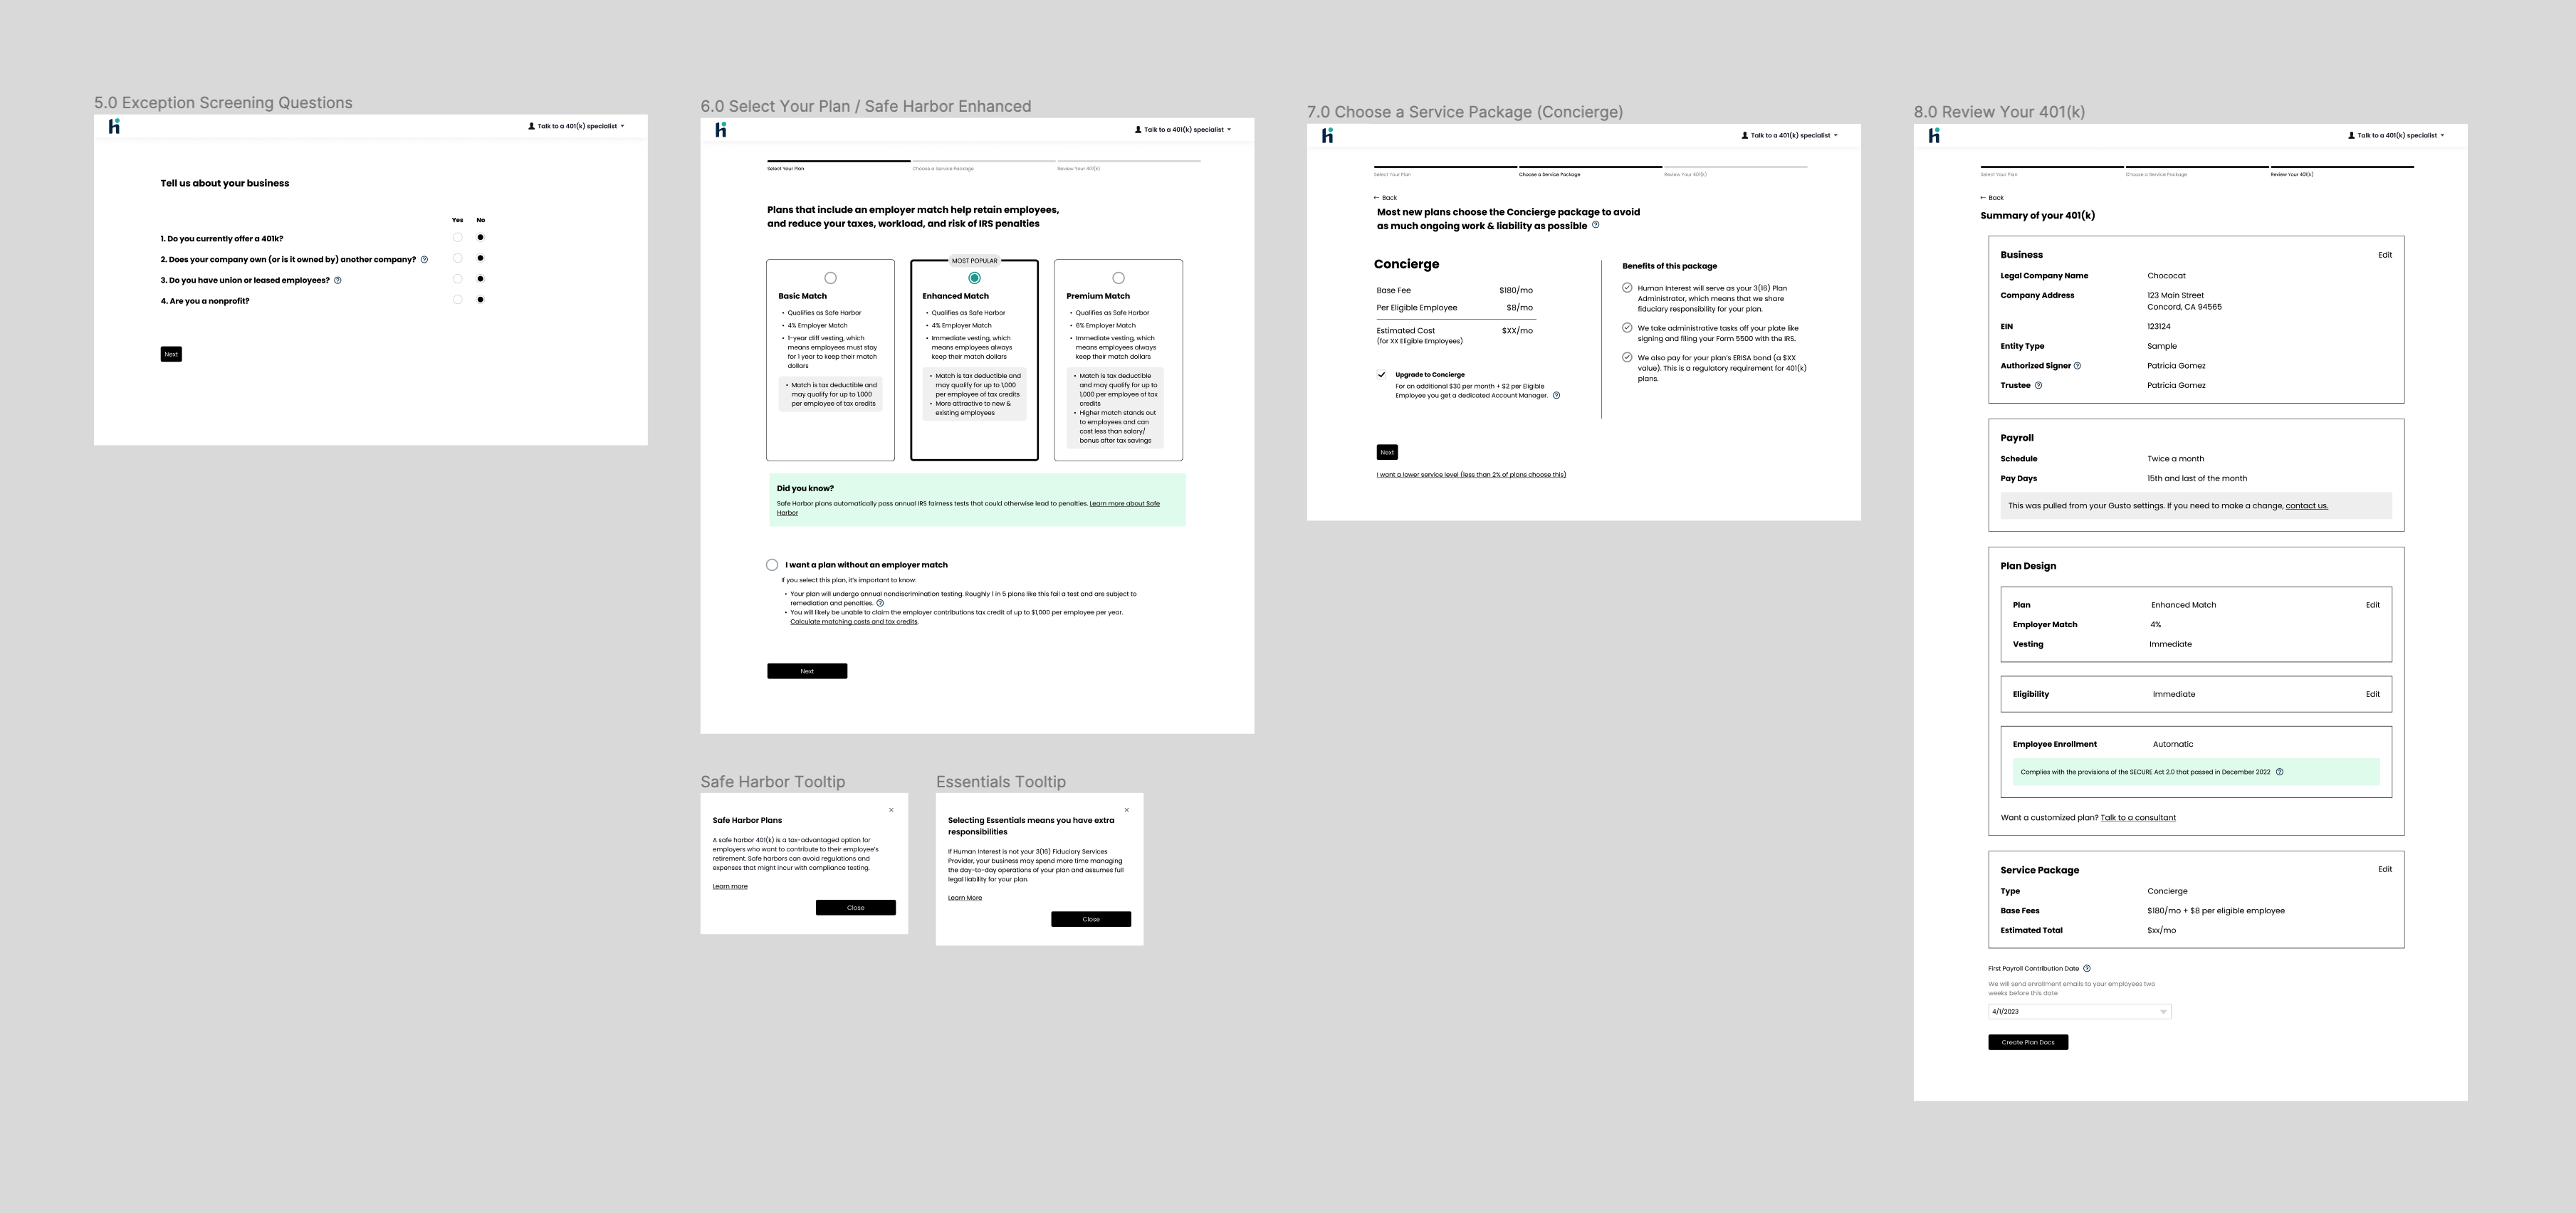 5.0 Exception Screening Questions
hi
Talk to a 401(k) specialist
Tell us about your business
Yes No
1. Do you currently offer a 401k?
2. Does your company own (or is it owned by) another company?
3. Do you have union or leased employees?
4. Are you a nonprofit?
Next
6.0 Select Your Plan / Safe Harbor Enhanced
hi
Talk to a 401(k) specialist
Select Your Plan
Choose a Service Package
Review Your 401(k)
Plans that include an employer match help retain employees,
and reduce your taxes, workload, and risk of IRS penalties
Basic Match
• Qualifies as Safe Harbor
• 4% Employer Match
• 1-year cliff vesting, which
means employees must stay
for 1 year to keep their match
dollars
• Match is tax deductible and
may qualify for up to 1,000
per employee of tax credits
MOST POPULAR
Enhanced Match
• Qualifies as Safe Harbor
• 4% Employer Match
• Immediate vesting, which
means employees always
keep their match dollars
• Match is tax deductible and
may qualify for up to 1,000
per employee of tax credits
• More attractive to new &
existing employees
Premium Match
• Qualifies as Safe Harbor
• 6% Employer Match
• Immediate vesting, which
means employees always
keep their match dollars
• Match is tax deductible
and may qualify for up to
1,000 per employee of tax
credits
• Higher match stands out
to employees and can
cost less than salary/
bonus after tax savings
Did you know?
Safe Harbor plans automatically pass annual IRS fairness tests that could otherwise lead to penalties. Learn more about Safe
Harbor
I want a plan without an employer match
If you select this plan, it's important to know:
• Your plan will undergo annual nondiscrimination testing. Roughly 1 in 5 plans like this fail a test and are subject to
remediation and penalties.
• You will likely be unable to claim the employer contributions tax credit of up to $1,000 per employee per year.
Calculate matching costs and tax credits.
Next
Safe Harbor Tooltip
Safe Harbor Plans
A safe harbor 401(k) is a tax-advantaged option for
employers who want to contribute to their employee's
retirement. Safe harbors can avoid regulations and
expenses that might incur with compliance testing.
Learn more
Close
Essentials Tooltip
Selecting Essentials means you have extra
responsibilities
If Human Interest is not your 3(16) Fiduciary Services
Provider, your business may spend more time managing
the day-to-day operations of your plan and assumes full
legal liability for your plan.
Learn More
Close
7.0 Choose a Service Package (Concierge)
hi
Talk to a 401(k) specialist
Select Your Plan
Choose a Service Package
Review Your 401(k)
← Back
Most new plans choose the Concierge package to avoid
as much ongoing work & liability as possible
Concierge
Base Fee $180/mo
Per Eligible Employee $8/mo
Estimated Cost $XX/mo
(for XX Eligible Employees)
Upgrade to Concierge
For an additional $30 per month + $2 per Eligible
Employee you get a dedicated Account Manager.
Benefits of this package
Human Interest will serve as your 3(16) Plan
Administrator, which means that we share
fiduciary responsibility for your plan.
We take administrative tasks off your plate like
signing and filing your Form 5500 with the IRS.
We also pay for your plan's ERISA bond (a $XX
value). This is a regulatory requirement for 401(k)
plans.
Next
I want a lower service level (less than 2% of plans choose this)
8.0 Review Your 401(k)
hi
Talk to a 401(k) specialist
Select Your Plan
Choose a Service Package
Review Your 401(k)
← Back
Summary of your 401(k)
Business Edit
Legal Company Name Chococat
Company Address 123 Main Street
Concord, CA 94565
EIN 123124
Entity Type Sample
Authorized Signer Patricia Gomez
Trustee Patricia Gomez
Payroll
Schedule Twice a month
Pay Days 15th and last of the month
This was pulled from your Gusto settings. If you need to make a change, contact us.
Plan Design
Plan Enhanced Match Edit
Employer Match 4%
Vesting Immediate
Eligibility Immediate Edit
Employee Enrollment Automatic
Complies with the provisions of the SECURE Act 2.0 that passed in December 2022
Want a customized plan? Talk to a consultant
Service Package Edit
Type Concierge
Base Fees $180/mo + $8 per eligible employee
Estimated Total $xx/mo
First Payroll Contribution Date
We will send enrollment emails to your employees two
weeks before this date
4/1/2023
Create Plan Docs